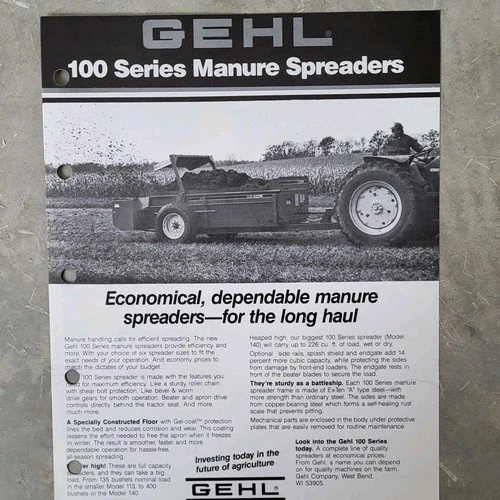 GEHL®
100 Series Manure Spreaders
Economical, dependable manure
spreaders—for the long haul
Manure handling calls for efficient spreading. The new
Gehl 100 Series manure spreaders provide efficiency and
more. With your choice of six spreader sizes to fit the
exact needs of your operation. And economy prices to
the dictates of your budget.
100 Series spreader is made with the features you
for maximum efficiency. Like a sturdy roller chain
with shear bolt protection. Like bevel & worm
drive gears for smooth operation. Beater and apron drive
controls directly behind the tractor seat. And more,
much more.
A Specially Constructed Floor with Gel-coat™ protection
lines the bed and reduces corrosion and wear. This coating
lessens the effort needed to free the apron when it freezes
in winter. The result is smoother, faster and more
dependable operation for hassle-free,
all-season spreading.
er high! These are full capacity
aders, and they can take a big
load. From 135 bushels nominal load
in the smaller Model 113, to 400
bushels in the Model 140.
Investing today in the
future of agriculture
GEHL®
Heaped high, our biggest 100 Series spreader (Model
140) will carry up to 226 cu. ft. of load, wet or dry.
Optional side rails, splash shield and endgate add 14
percent more cubic capacity, while protecting the sides
from damage by front-end loaders. The endgate rests in
front of the beater blades to secure the load.
They're sturdy as a battleship. Each 100 Series manure
spreader frame is made of Ex-Ten "A" type steel—with
more strength than ordinary steel. The sides are made
from copper-bearing steel which forms a self-healing rust
scale that prevents pitting.
Mechanical parts are enclosed in the body under protective
plates that are easily removed for routine maintenance.
Look into the Gehl 100 Series
today. A complete line of quality
spreaders at economical prices.
From Gehl, a name you can depend
on for quality machines on the farm.
Gehl Company, West Bend,
WI 53905